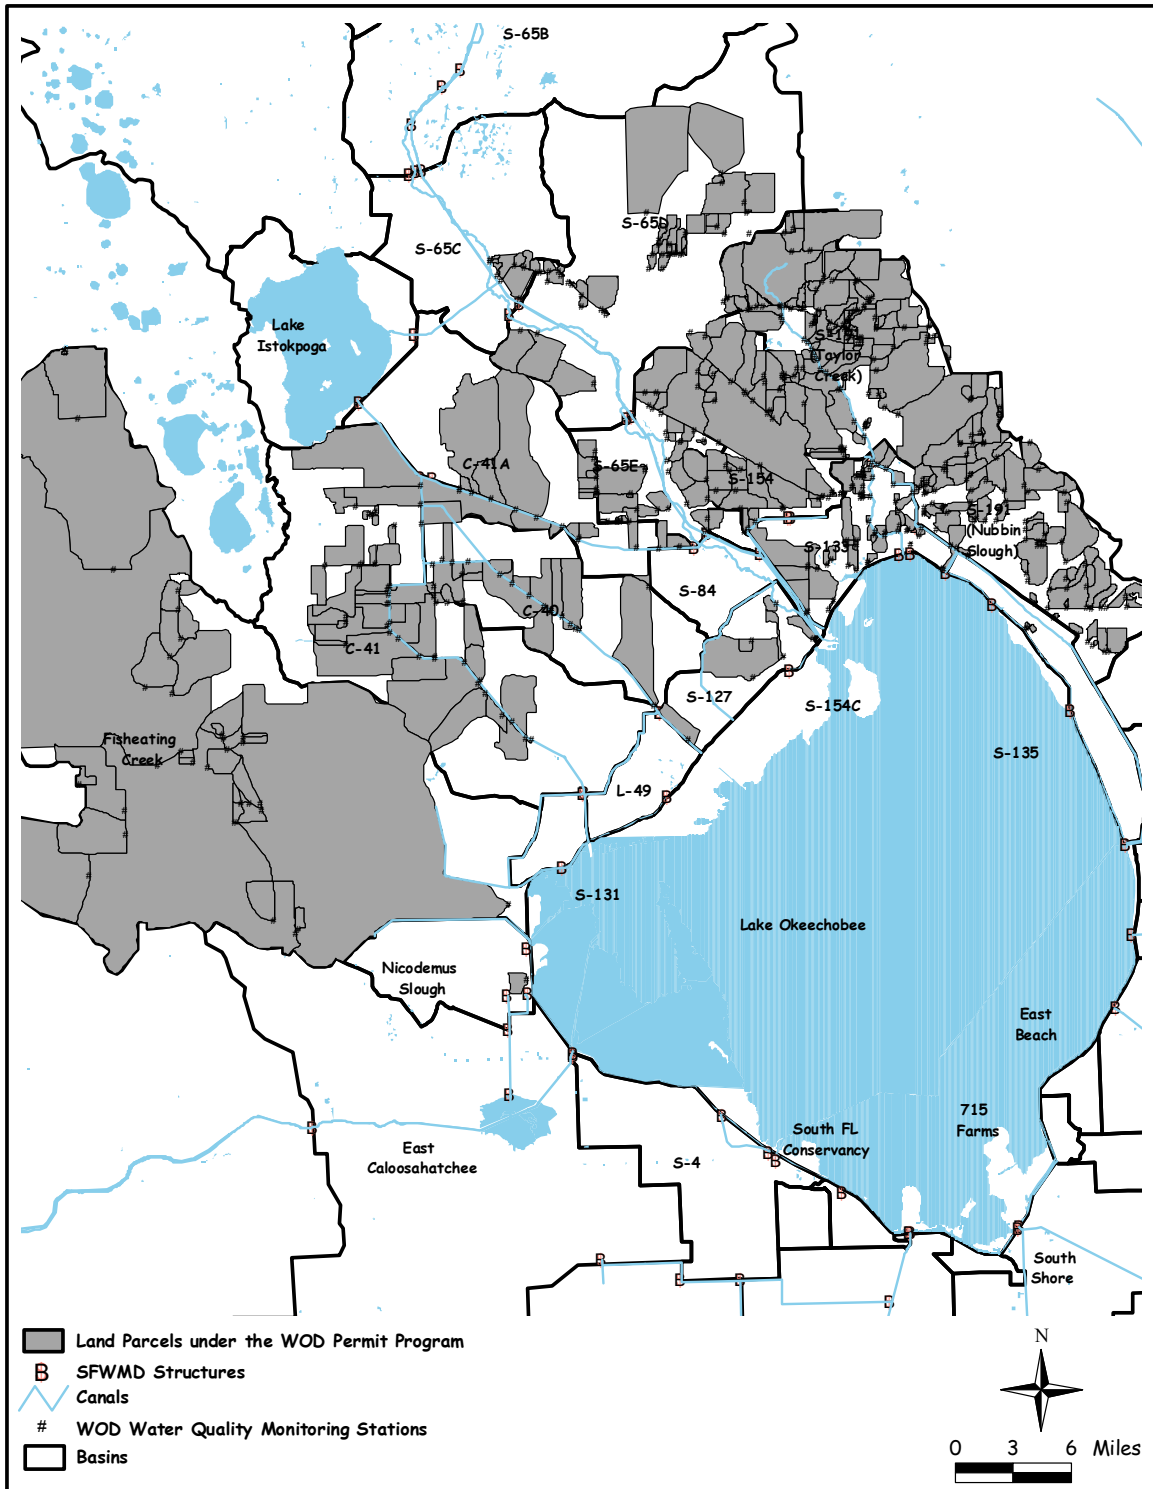 S-65B
S-65D
S-65C
Lake
Istokpoga
S-191
(Taylor
Creek)
C-41A
S-65E
S-154
S-191
(Nubbin
Slough)
S-133
S-84
C-40
C-41
S-127
S-154C
Fisheating
Creek
S-135
L-49
S-131
Lake Okeechobee
Nicodemus
Slough
East
Beach
715
Farms
South FL
Conservancy
East
Caloosahatchee
S-4
South
Shore
Land Parcels under the WOD Permit Program
B SFWMD Structures
Canals
# WOD Water Quality Monitoring Stations
Basins
N
0 3 6 Miles